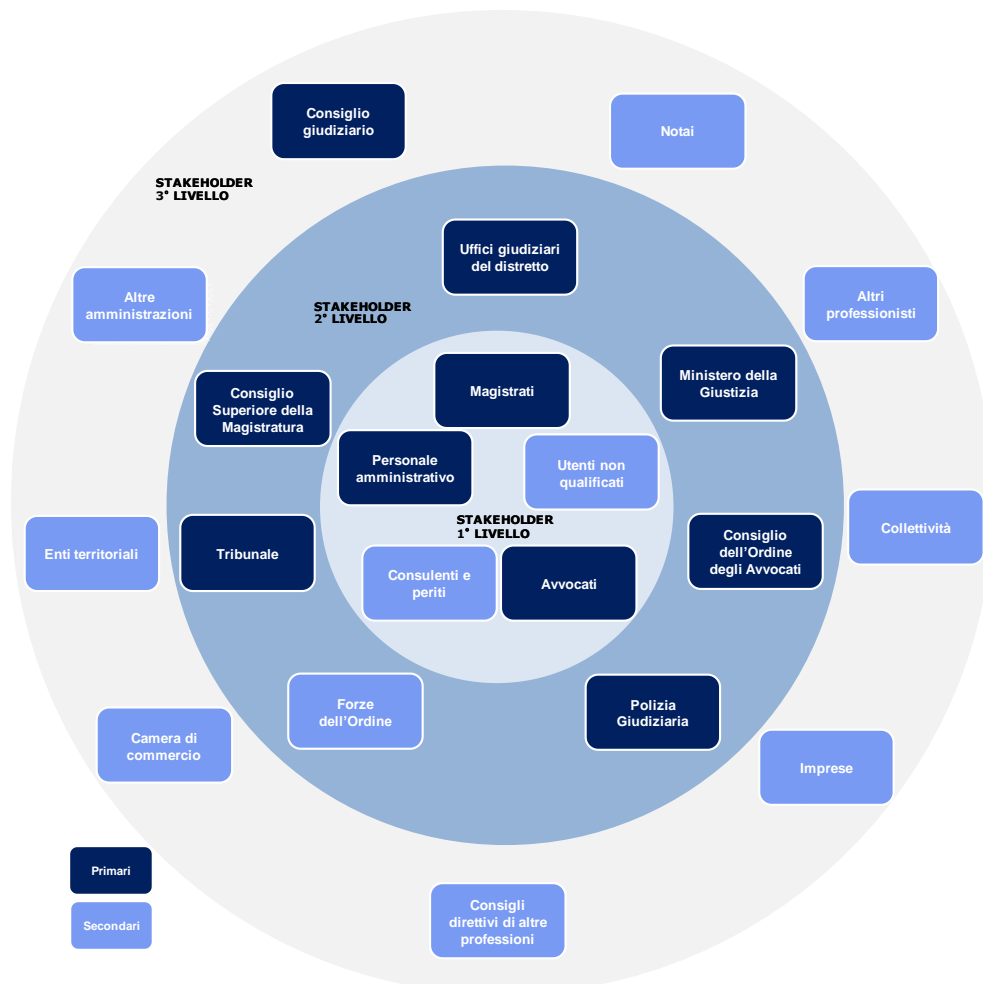 Consiglio
giudiziario
Notai
STAKEHOLDER
3° LIVELLO
Uffici giudiziari
del distretto
Altre
amministrazioni
Altri
professionisti
STAKEHOLDER
2° LIVELLO
Magistrati
Ministero della
Giustizia
Consiglio
Superiore della
Magistratura
Personale
amministrativo
Utenti non
qualificati
STAKEHOLDER
1° LIVELLO
Enti territoriali
Tribunale
Consulenti e
periti
Avvocati
Consiglio
dell’Ordine
degli Avvocati
Collettività
Forze
dell’Ordine
Polizia
Giudiziaria
Camera di
commercio
Imprese
Primari
Secondari
Consigli
direttivi di altre
professioni